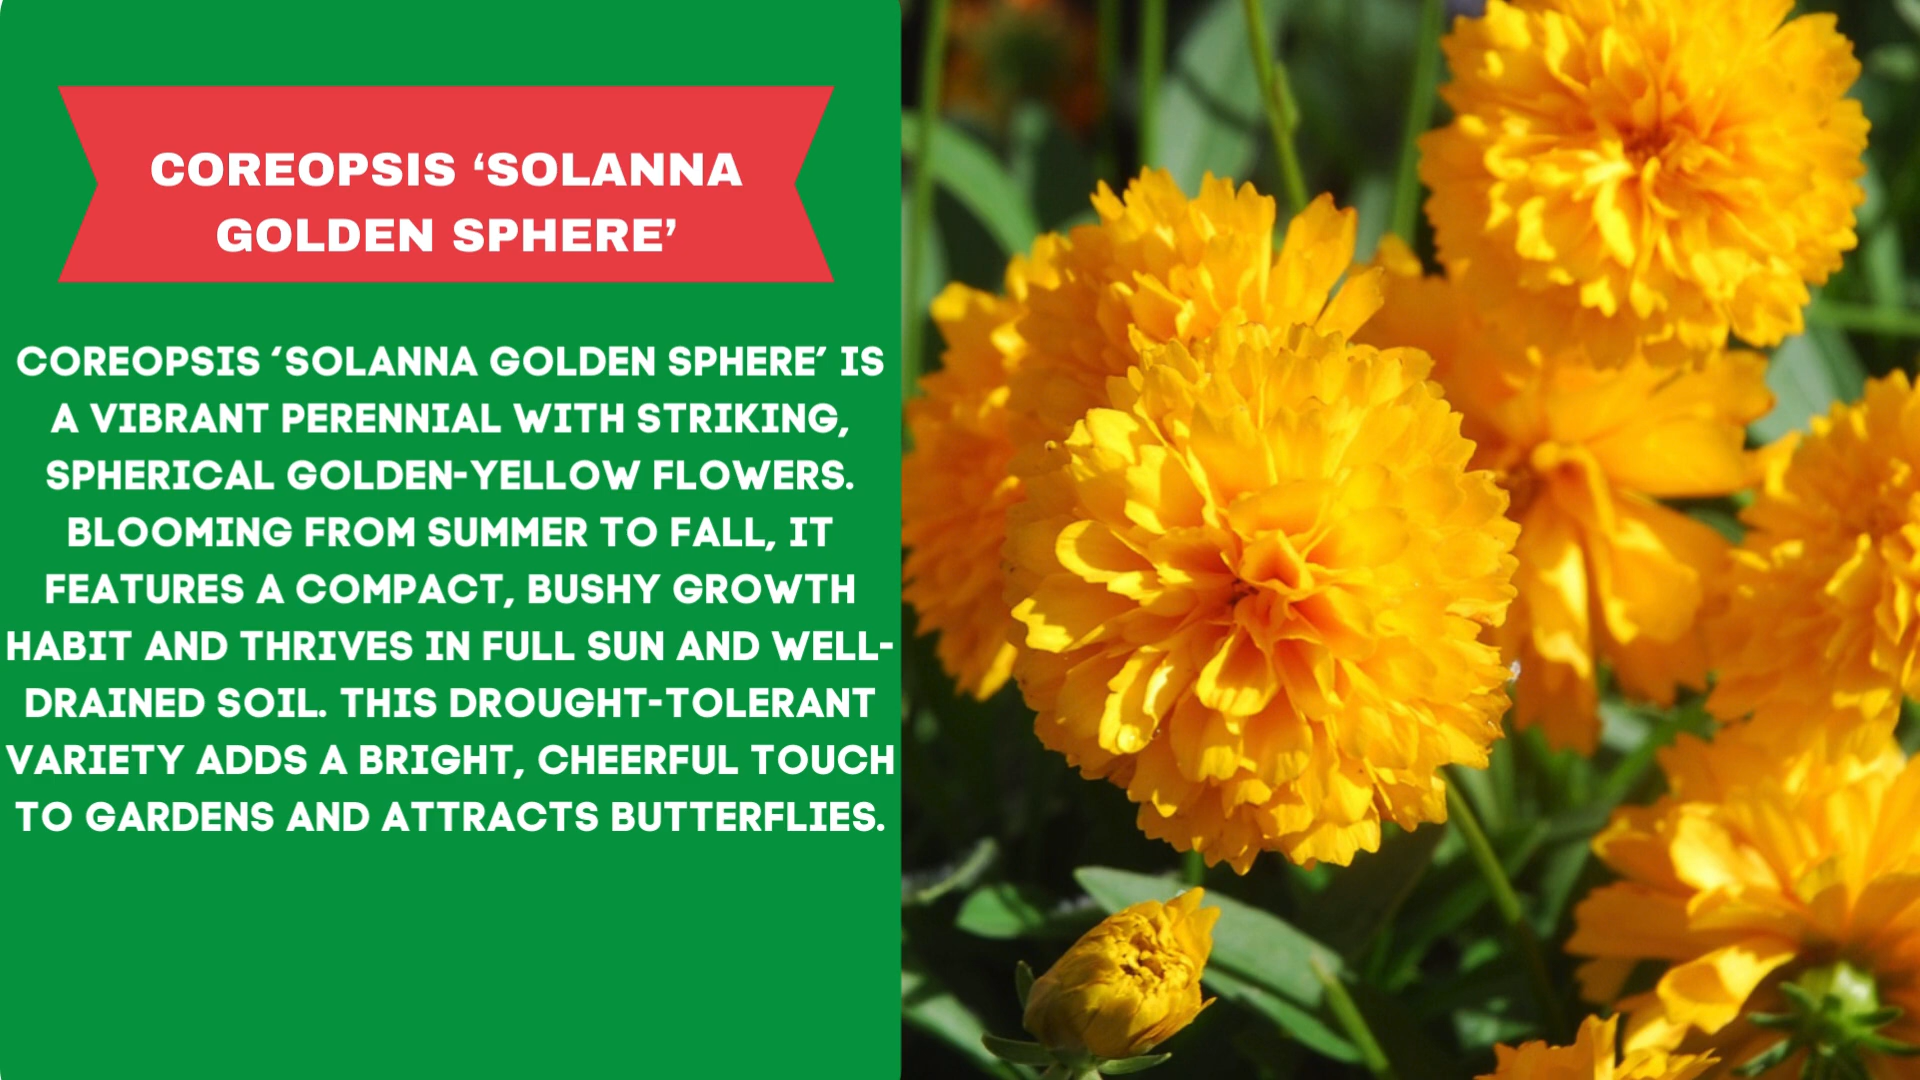 COREOPSIS ‘SOLANNA
GOLDEN SPHERE’
COREOPSIS ‘SOLANNA GOLDEN SPHERE’ IS
A VIBRANT PERENNIAL WITH STRIKING,
SPHERICAL GOLDEN-YELLOW FLOWERS.
BLOOMING FROM SUMMER TO FALL, IT
FEATURES A COMPACT, BUSHY GROWTH
HABIT AND THRIVES IN FULL SUN AND WELL-
DRAINED SOIL. THIS DROUGHT-TOLERANT
VARIETY ADDS A BRIGHT, CHEERFUL TOUCH
TO GARDENS AND ATTRACTS BUTTERFLIES.